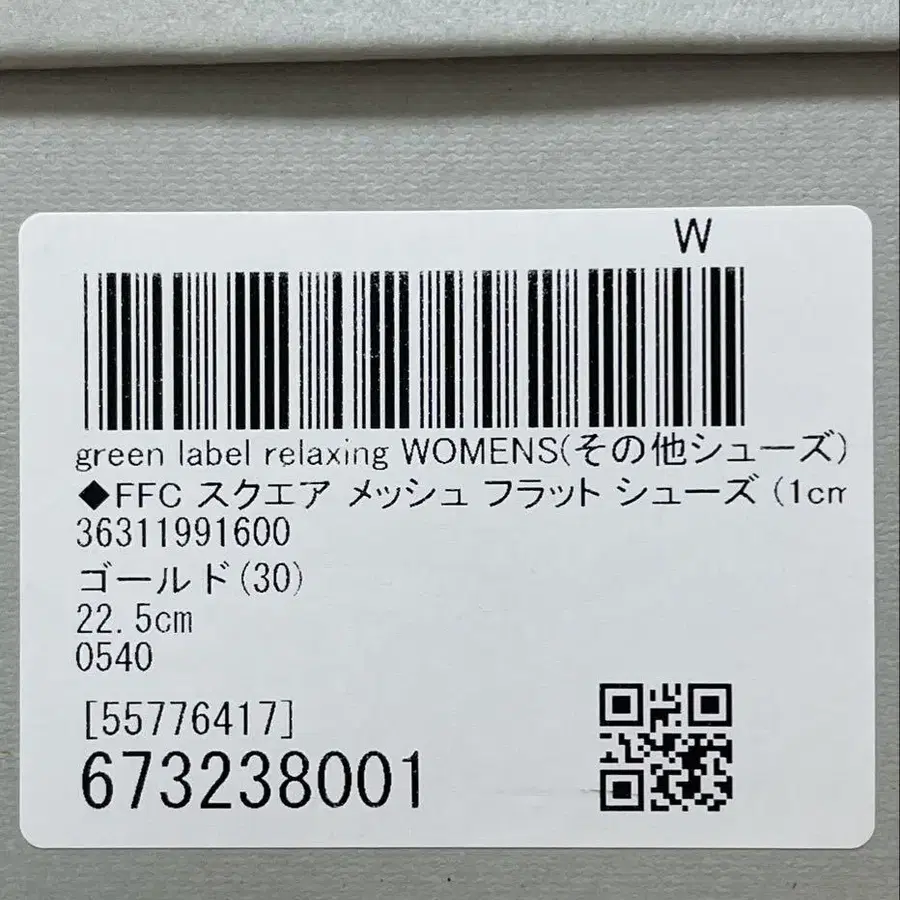 W
green label relaxing WOMENS(その他シューズ)
◆FFC スクエア メッシュ フラット シューズ (1cm
36311991600
ゴールド(30)
22.5cm
0540
[55776417]
673238001